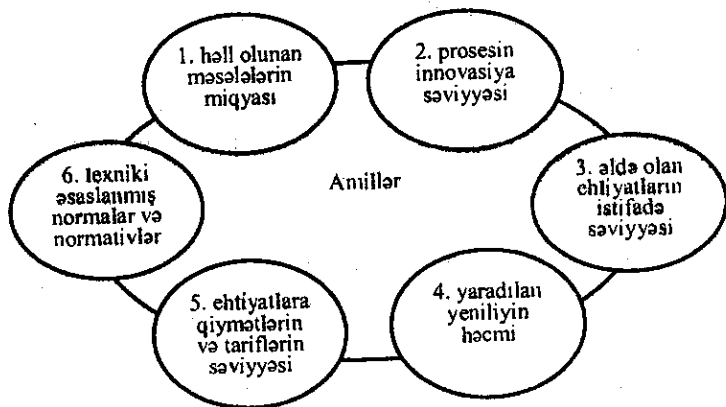 1. həll olunan
məsələlərin
miqyası
2. prosesin
innovasiya
səviyyəsi
3. əldə olan
ehtiyatların
istifadə
səviyyəsi
Amillər
4. yaradılan
yeniliyin
həcmi
5. ehtiyatlara
qiymətlərin
və tariflərin
səviyyəsi
6. texniki
əsaslanmış
normalar və
normativlər